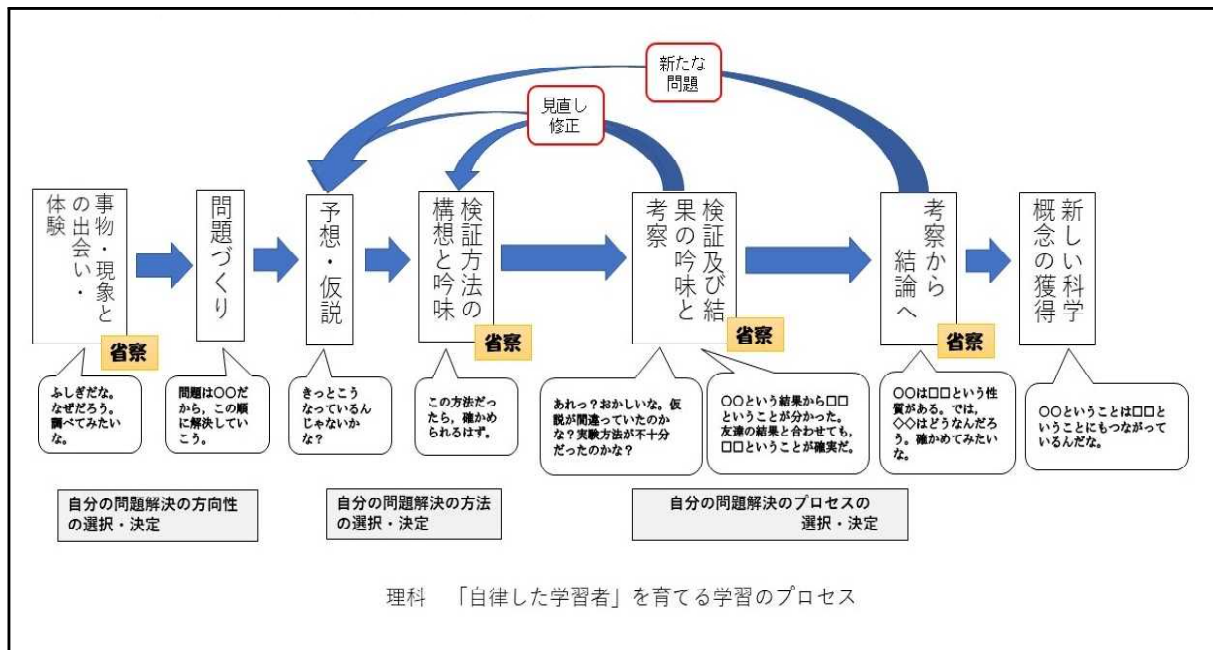 新たな
問題
見直し
修正
事物・現象と
の出会い・
体験
問題づくり
予想・仮説
検証方法の
構想と吟味
検証及び結
果の吟味と
考察
考察から
結論へ
新しい科学
概念の獲得
省察
省察
省察
省察
ふしぎだな。
なぜだろう。
調べてみたい
な。
問題は○○だ
から，この順
に解決してい
こう。
きっとこう
なっているん
じゃないか
な？
この方法だっ
たら，確かめ
られるはず。
あれっ？おかしいな。仮
説が間違っていたのか
な？実験方法が不十分
だったのかな？
○○という結果から□□
ということが分かった。
友達の結果と合わせても，
□□ということが確実だ。
○○は□□という性
質がある。では，
◇◇はどうなんだろ
う。確かめてみたい
な。
○○ということは□□と
いうことにもつながって
いるんだな。
自分の問題解決の方向性
の選択・決定
自分の問題解決の方法
の選択・決定
自分の問題解決のプロセスの
選択・決定
理科　「自律した学習者」を育てる学習のプロセス